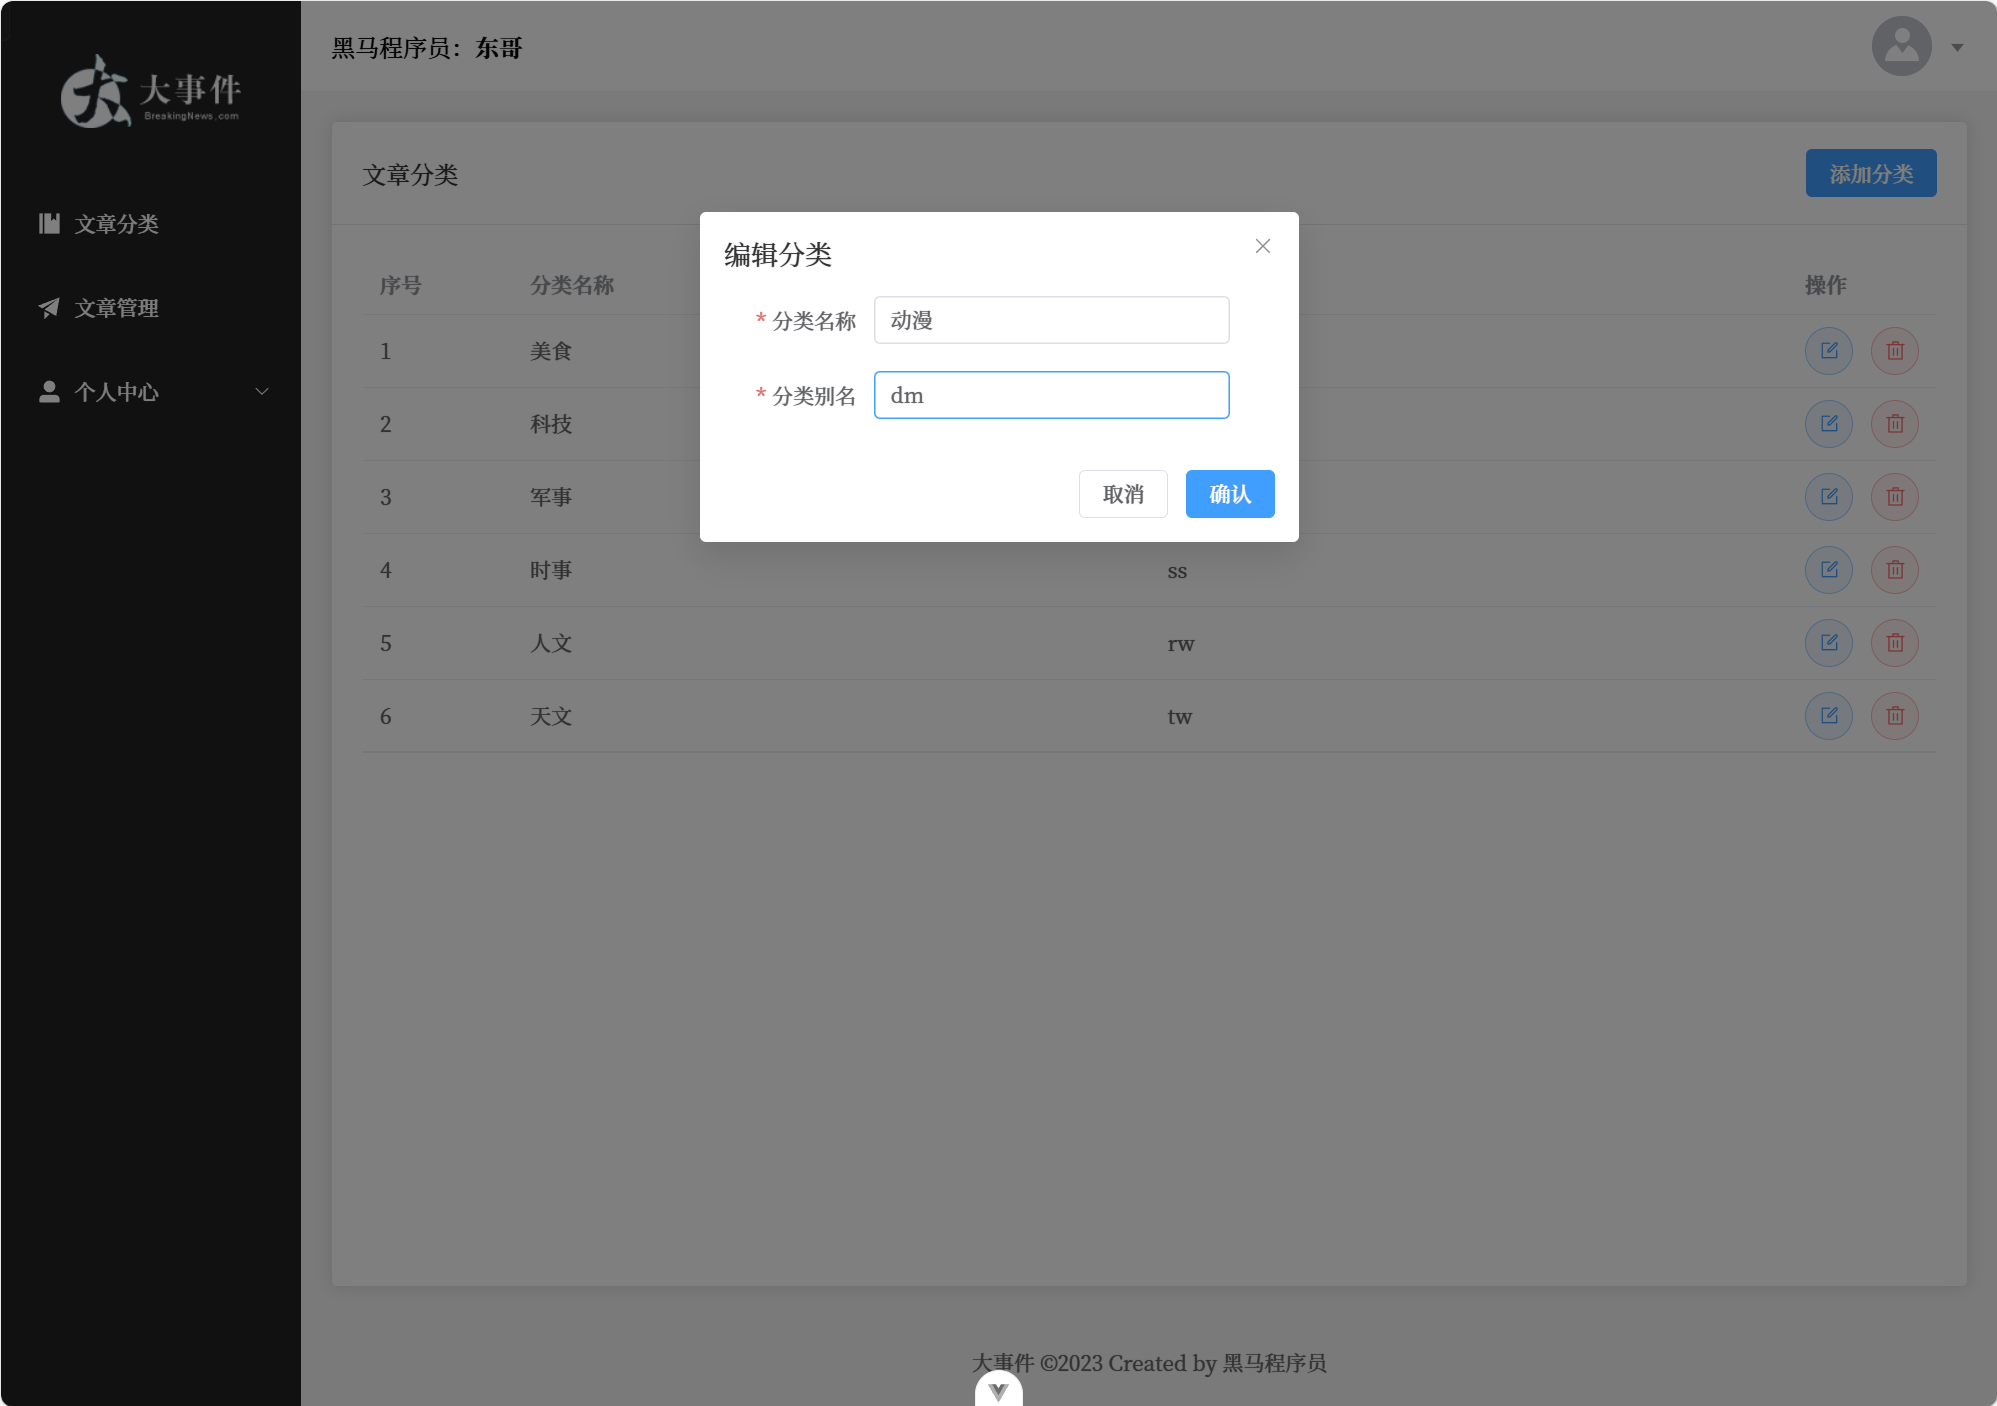 大事件
BreakingNews.com
文章分类
文章管理
个人中心
黑马程序员：东哥
文章分类
添加分类
序号 分类名称 操作
1 美食
2 科技
3 军事
4 时事 ss
5 人文 rw
6 天文 tw
编辑分类
* 分类名称 动漫
* 分类别名 dm
取消 确认
大事件 ©2023 Created by 黑马程序员